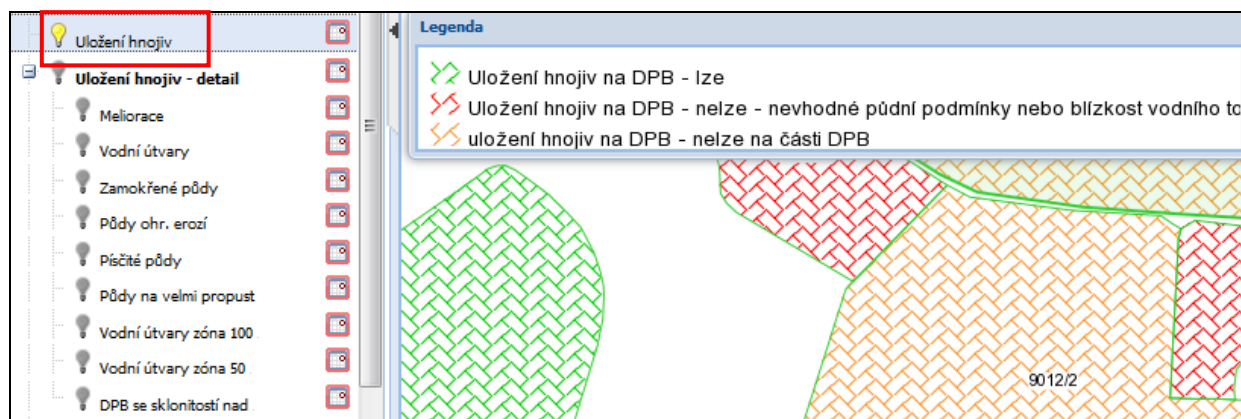 Uložení hnojiv
Uložení hnojiv - detail
Meliorace
Vodní útvary
Zamokřené půdy
Půdy ohr. erozí
Písčité půdy
Půdy na velmi propust
Vodní útvary zóna 100
Vodní útvary zóna 50
DPB se sklonitostí nad
Legenda
Uložení hnojiv na DPB - lze
Uložení hnojiv na DPB - nelze - nevhodné půdní podmínky nebo blízkost vodního to
uložení hnojiv na DPB - nelze na části DPB
9012/2